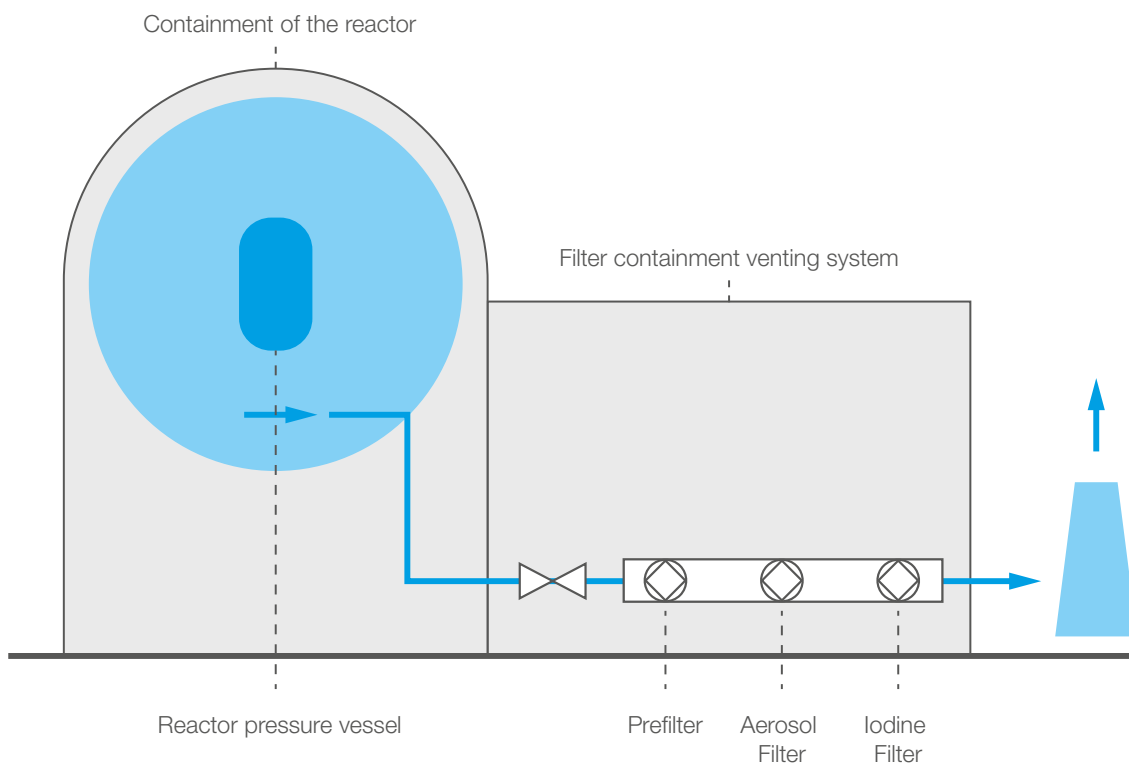 Containment of the reactor
Filter containment venting system
Reactor pressure vessel
Prefilter
Aerosol
Filter
Iodine
Filter